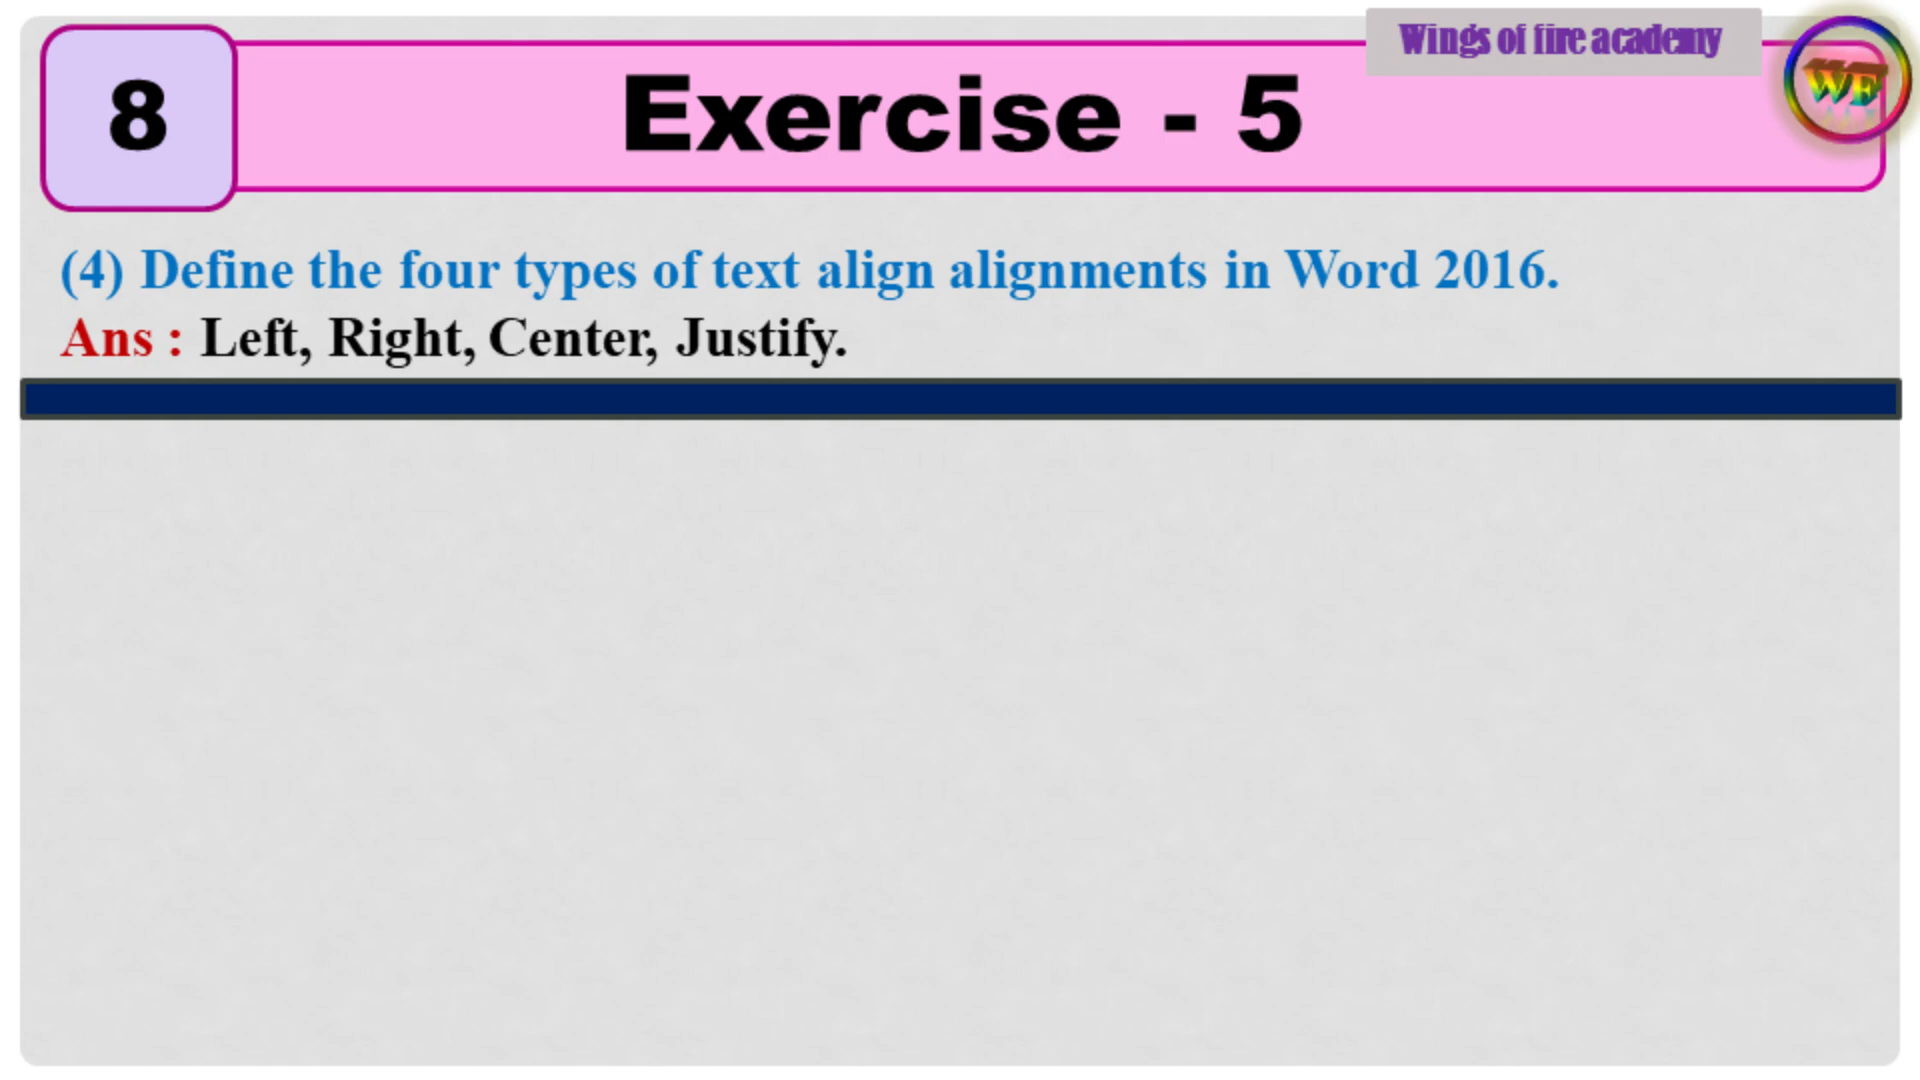 Wings of fire academy
WE
8
Exercise - 5
(4) Define the four types of text align alignments in Word 2016.
Ans : Left, Right, Center, Justify.